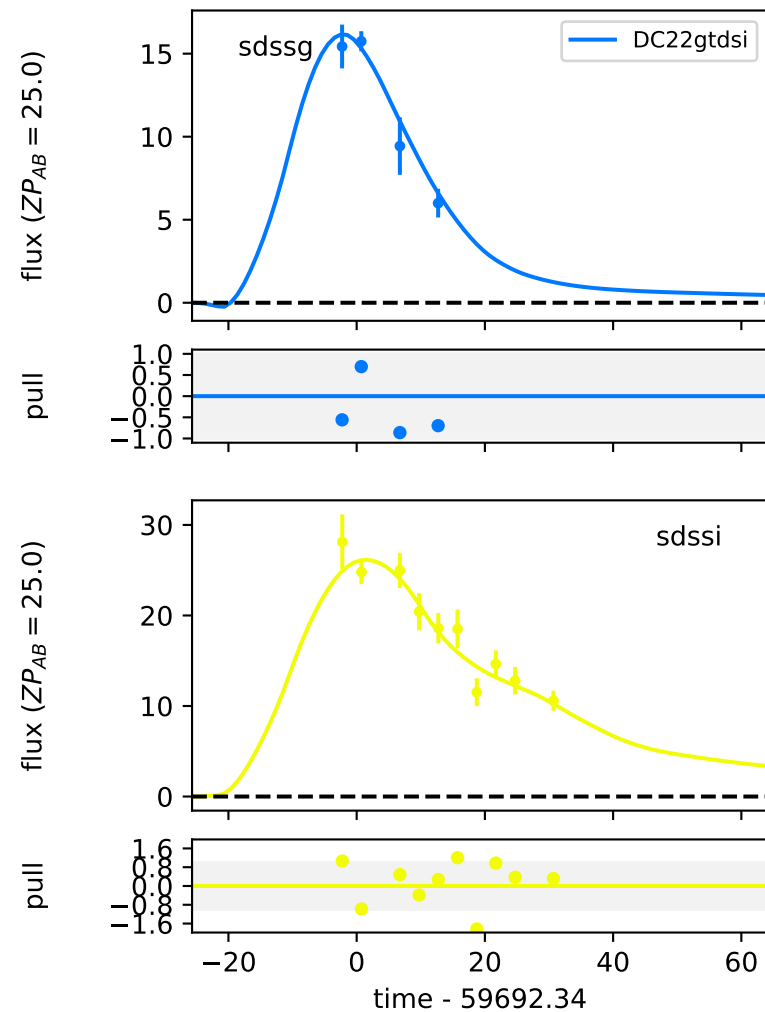 sdssg
DC22gtdsi
flux (ZP_AB = 25.0)
15
10
5
0
pull
1.0
0.5
0.0
−0.5
−1.0
sdssi
flux (ZP_AB = 25.0)
30
20
10
0
pull
1.6
0.8
0.0
−0.8
−1.6
−20 0 20 40 60
time - 59692.34